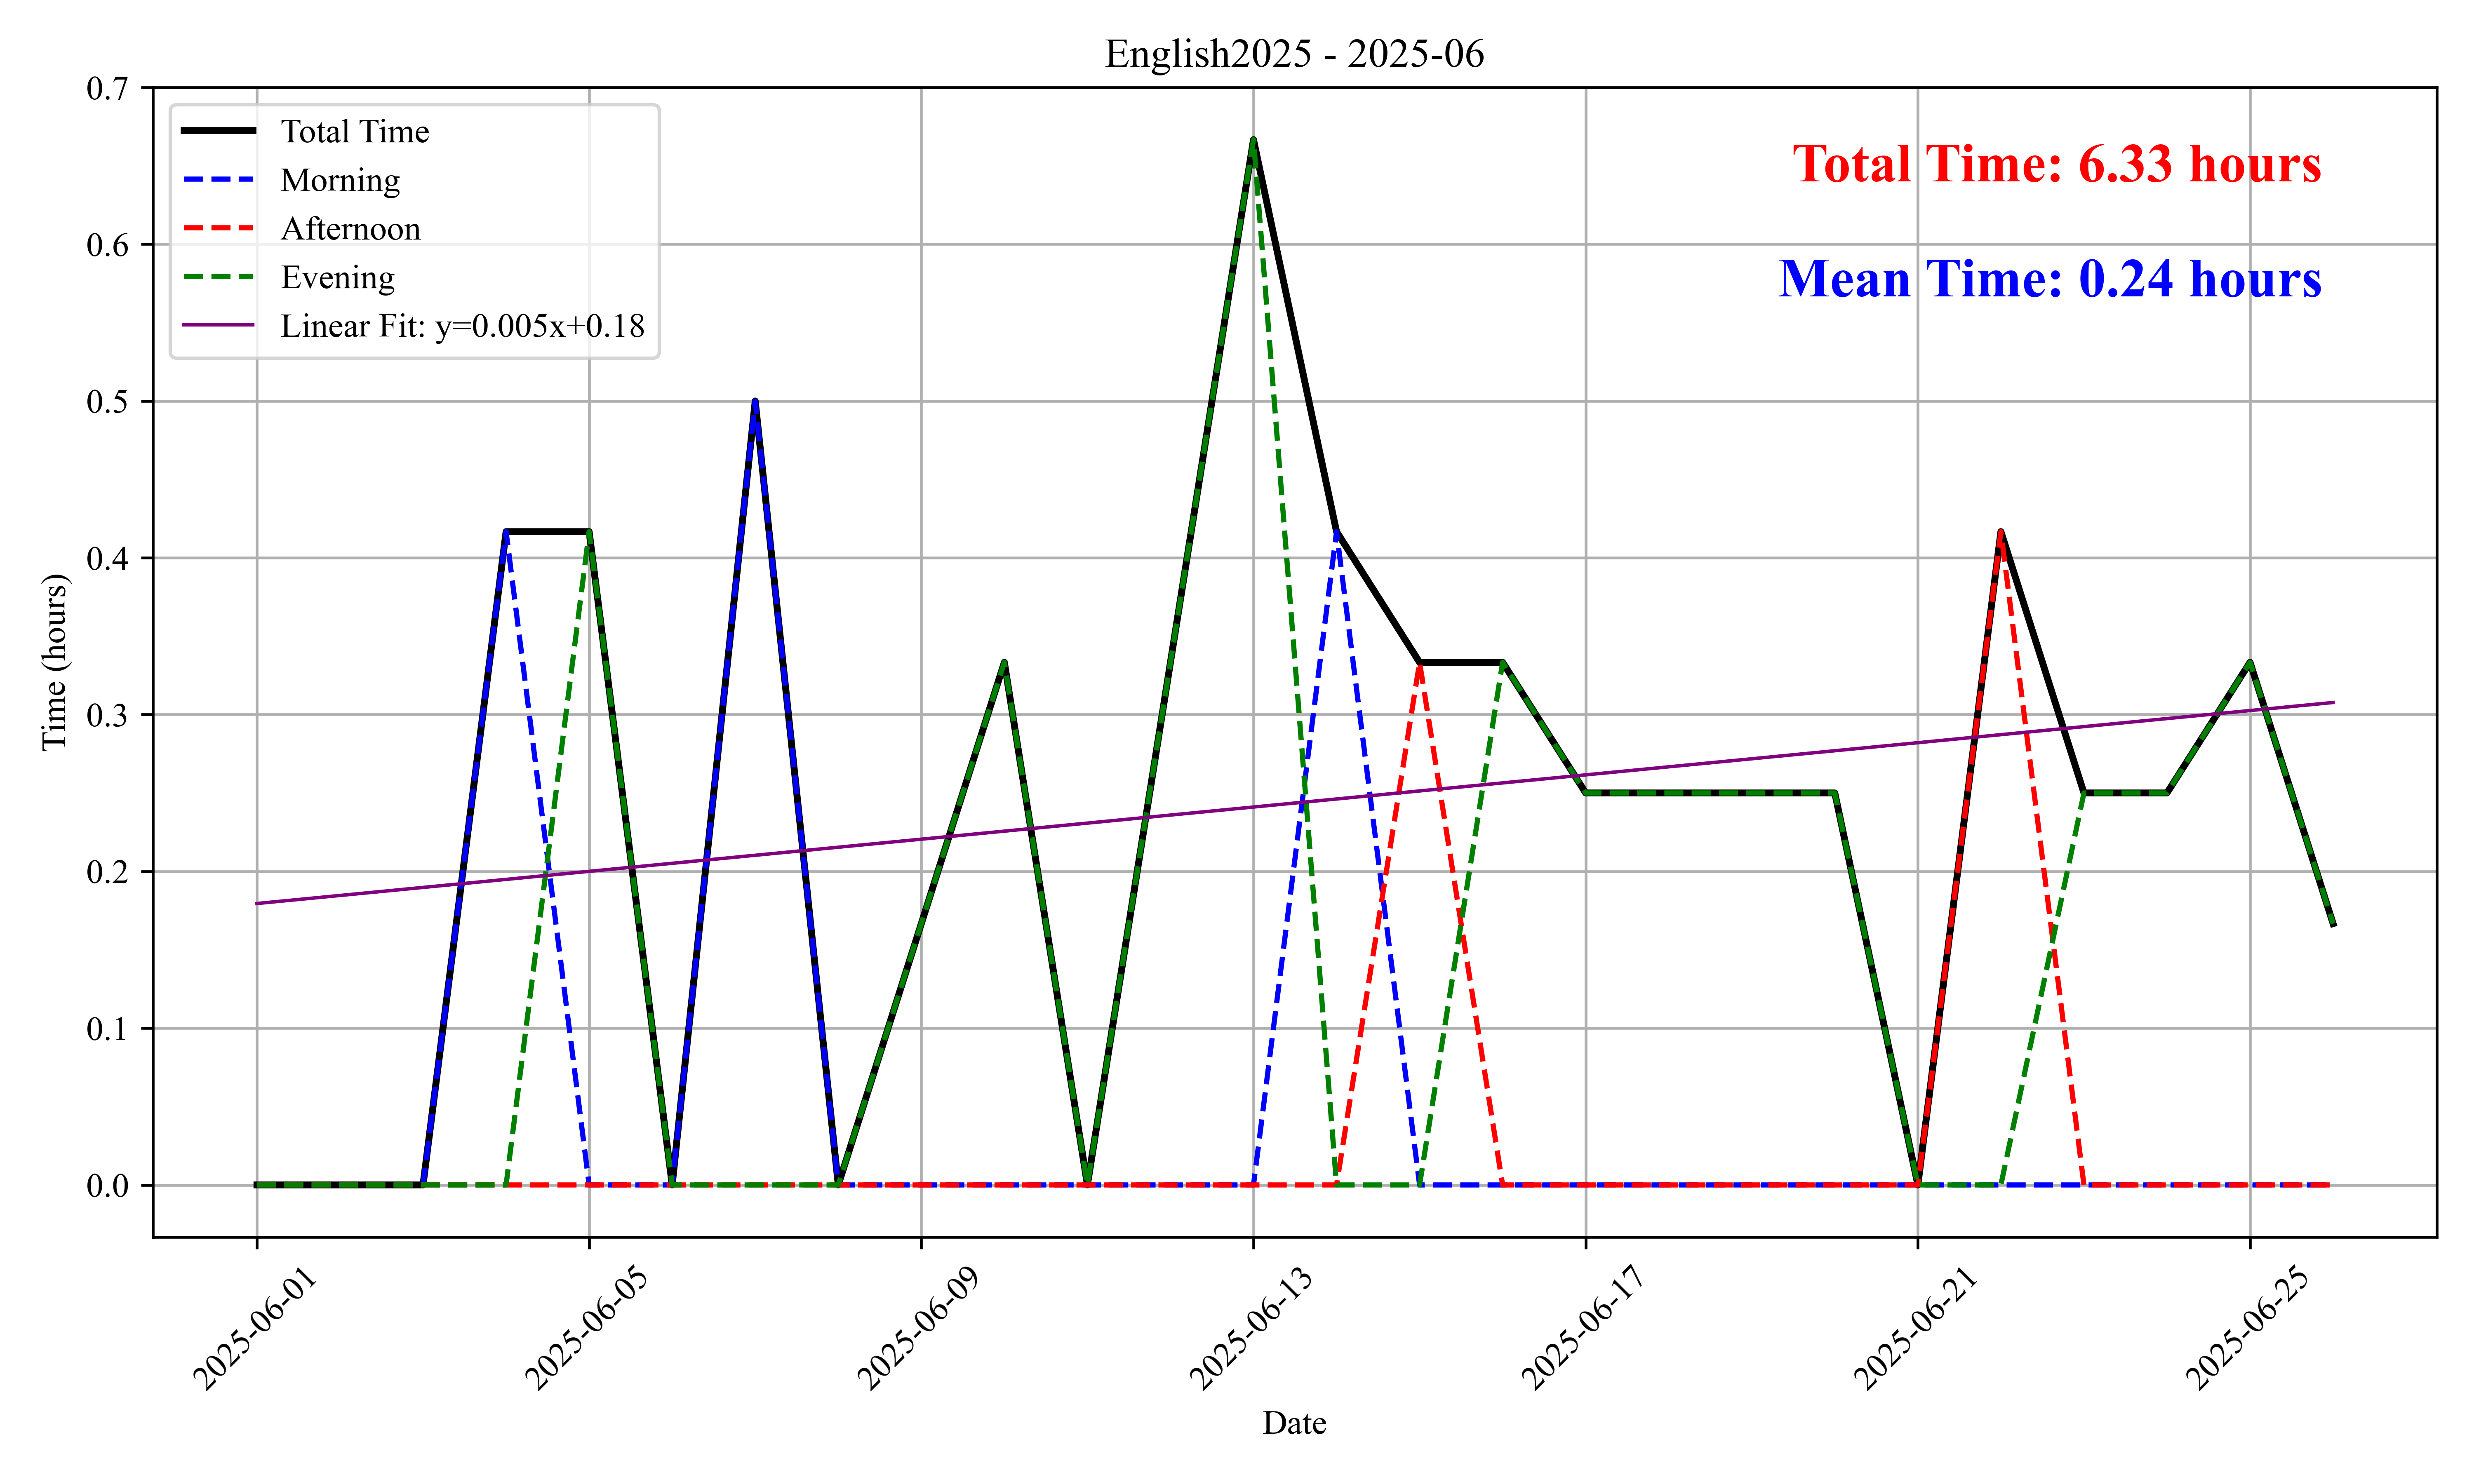 English2025 - 2025-06
Total Time
Morning
Afternoon
Evening
Linear Fit: y=0.005x+0.18
Total Time: 6.33 hours
Mean Time: 0.24 hours
Time (hours)
0.7
0.6
0.5
0.4
0.3
0.2
0.1
0.0
2025-06-01
2025-06-05
2025-06-09
2025-06-13
2025-06-17
2025-06-21
2025-06-25
Date